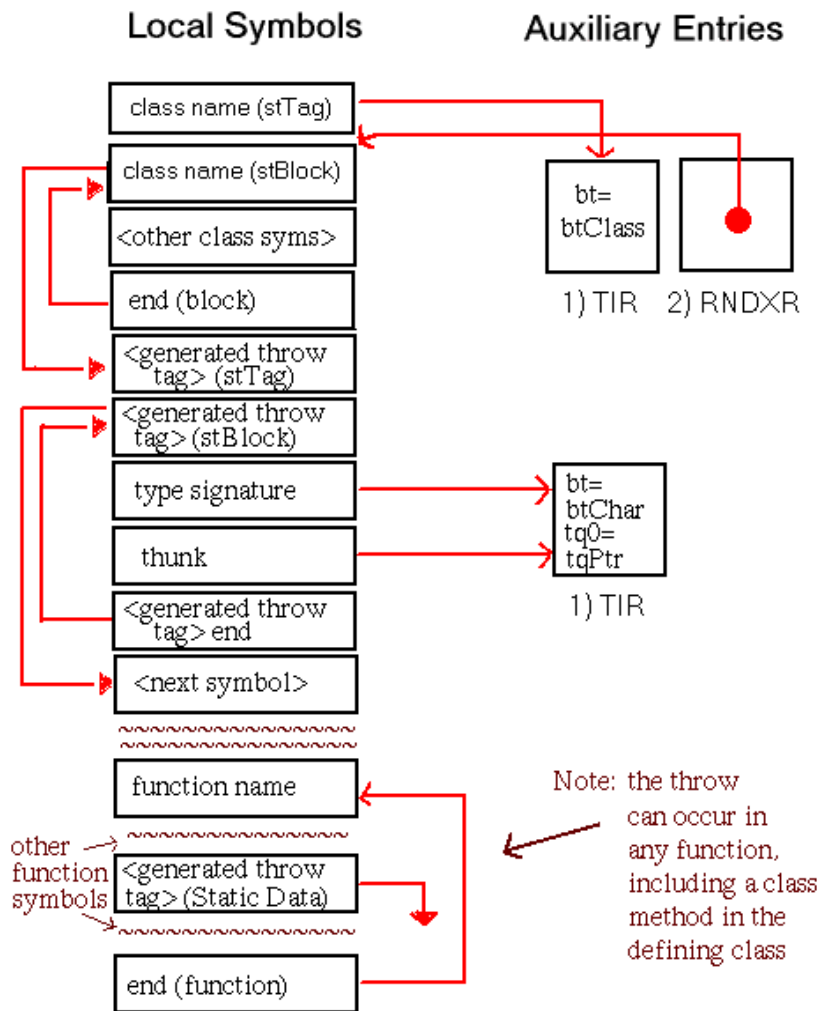 Local Symbols
Auxiliary Entries
class name (stTag)
class name (stBlock)
<other class syms>
end (block)
<generated throw
tag> (stTag)
<generated throw
tag> (stBlock)
type signature
thunk
<generated throw
tag> end
<next symbol>
function name
<generated throw
tag> (Static Data)
end (function)
other
function
symbols
bt=
btClass
1) TIR
2) RNDXR
bt=
btChar
tq0=
tqPtr
1) TIR
Note: the throw
can occur in
any function,
including a class
method in the
defining class